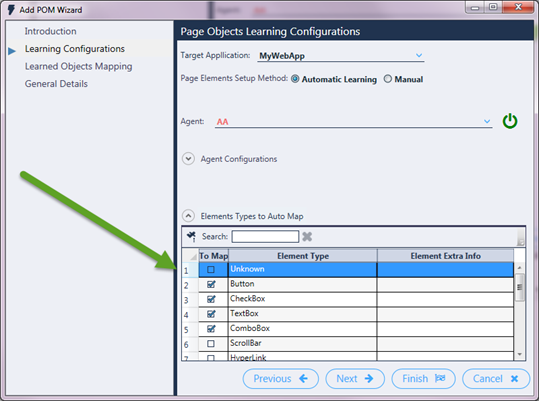 Add POM Wizard
Introduction
Learning Configurations
Learned Objects Mapping
General Details
Page Objects Learning Configurations
Target Application: MyWebApp
Page Elements Setup Method: Automatic Learning Manual
Agent: AA
Agent Configurations
Elements Types to Auto Map
Search:
To Map Element Type Element Extra Info
1 Unknown
2 Button
3 CheckBox
4 TextBox
5 ComboBox
6 ScrollBar
7 HyperLink
Previous Next Finish Cancel